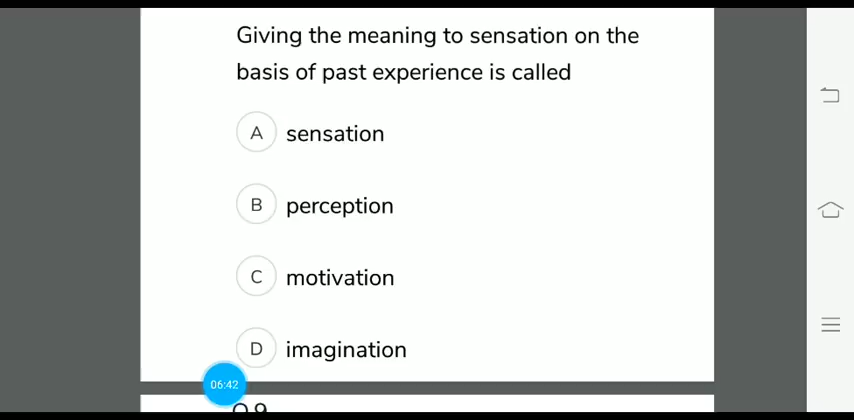 Giving the meaning to sensation on the
basis of past experience is called
A sensation
B perception
C motivation
D imagination
06:42
Q.9